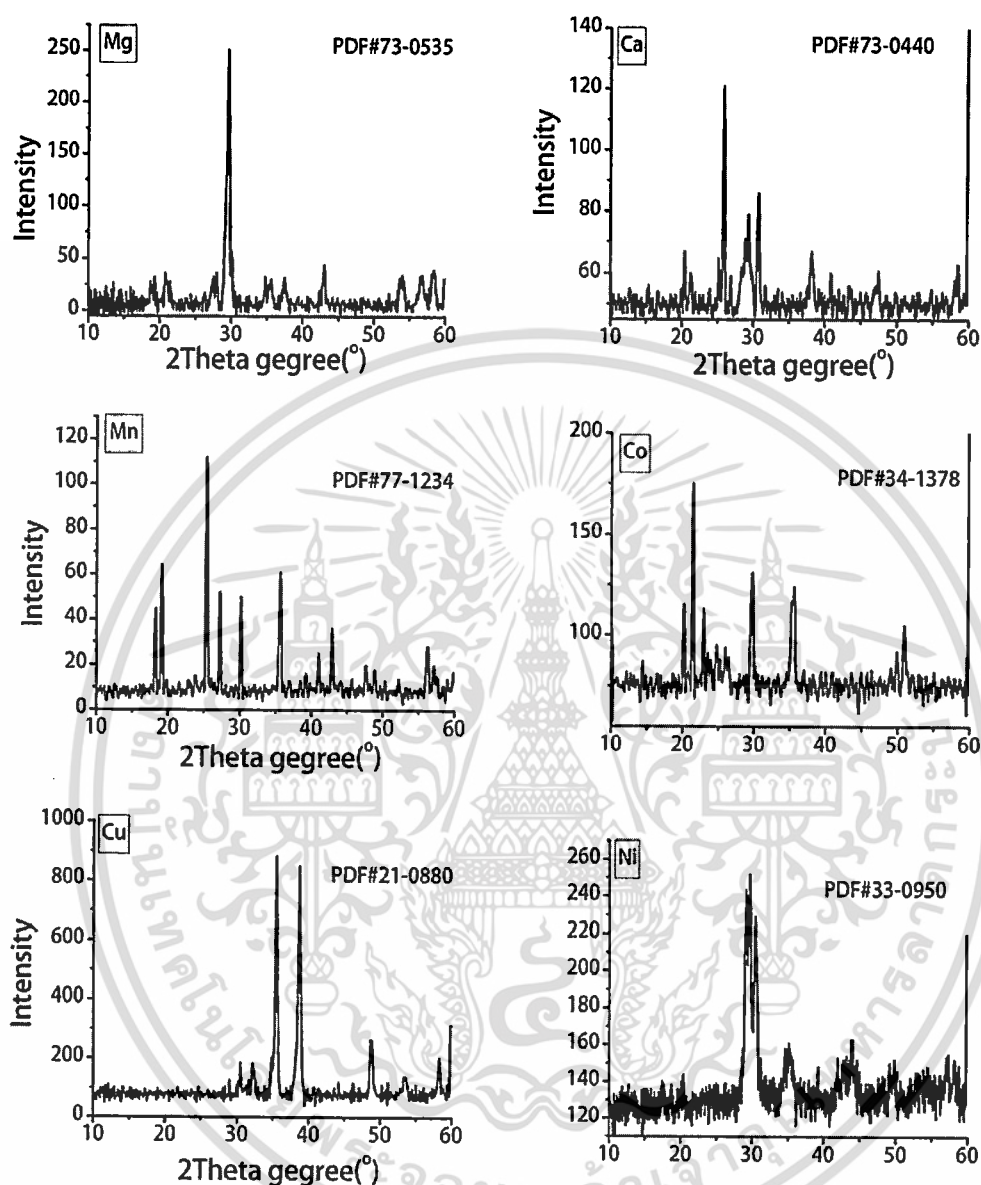 Mg
PDF#73-0535
Intensity
250
200
150
100
50
0
10 20 30 40 50 60
2Theta gegree(°)
Ca
PDF#73-0440
Intensity
140
120
100
80
60
10 20 30 40 50 60
2Theta gegree(°)
Mn
PDF#77-1234
Intensity
120
100
80
60
40
20
0
10 20 30 40 50 60
2Theta gegree(°)
Co
PDF#34-1378
200
150
100
10 20 30 40 50 60
Cu
PDF#21-0880
Intensity
1000
800
600
400
200
0
10 20 30 40 50 60
2Theta gegree(°)
Ni
PDF#33-0950
260
240
220
200
180
160
140
120
10 20 30 40 50 60